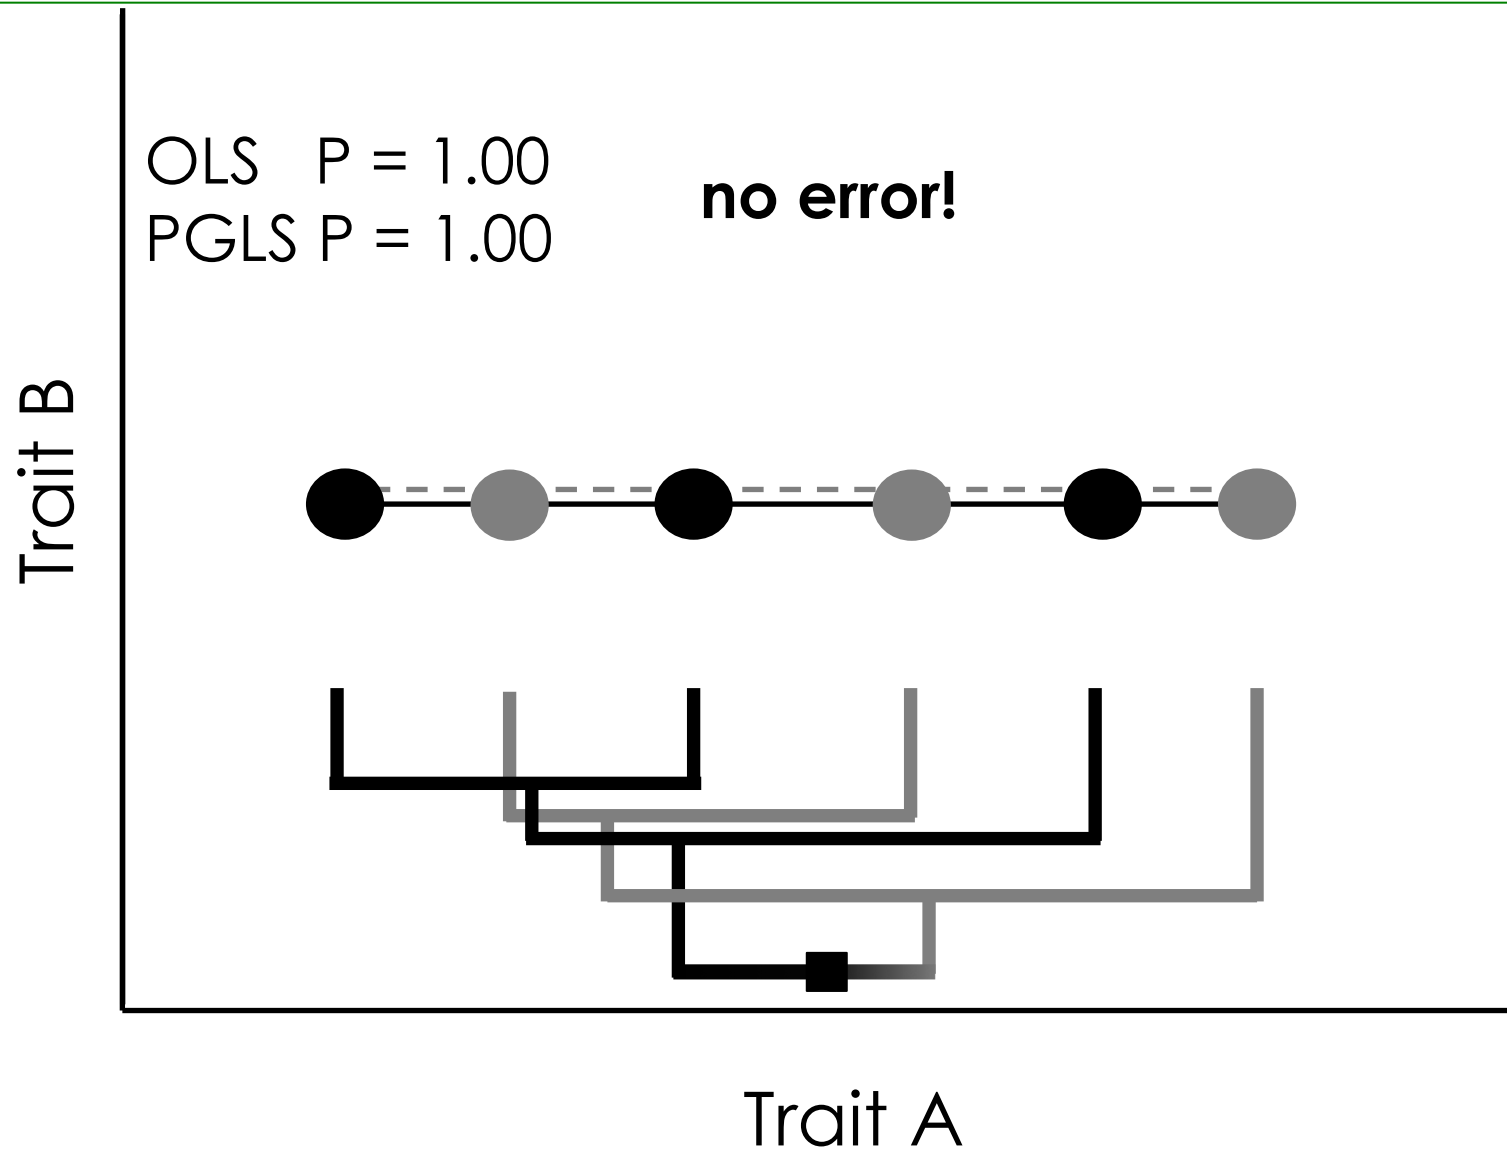 OLS P = 1.00
PGLS P = 1.00
no error!
Trait B
Trait A